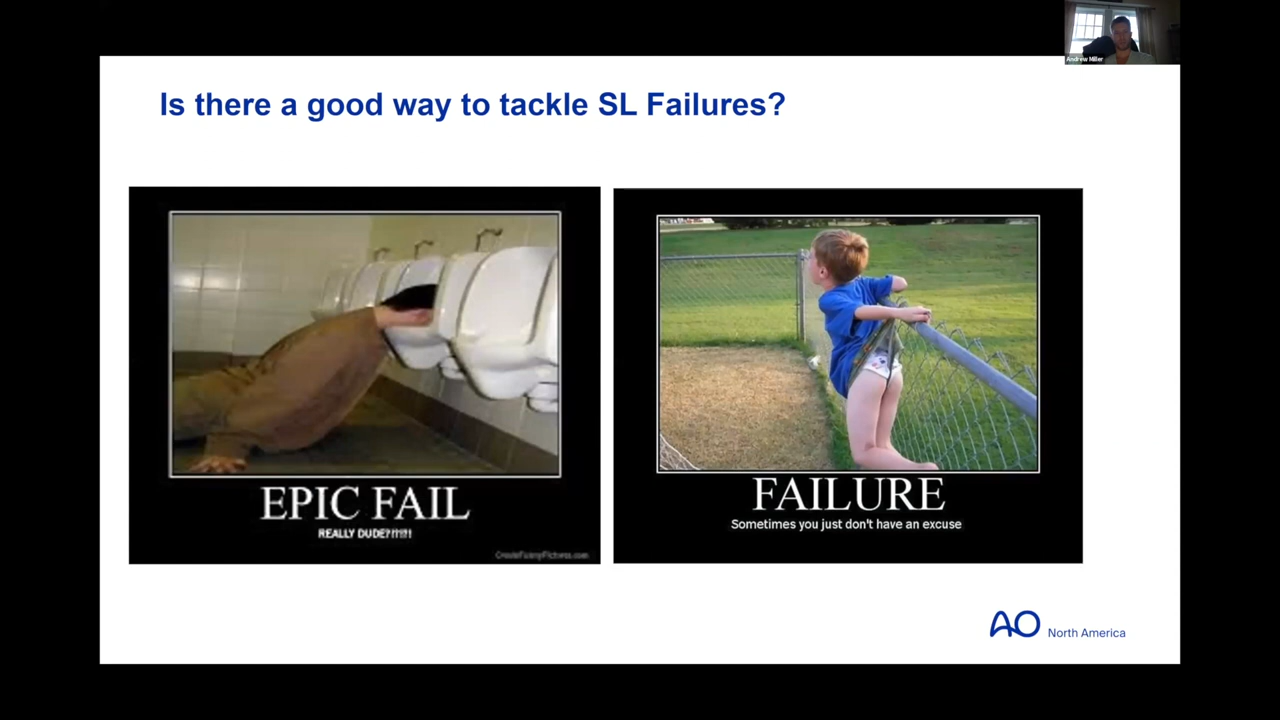 Andrew Miller
Is there a good way to tackle SL Failures?
EPIC FAIL
REALLY DUDE?!?!?!
CreateFunnyPictures.com
FAILURE
Sometimes you just don't have an excuse
AO North America